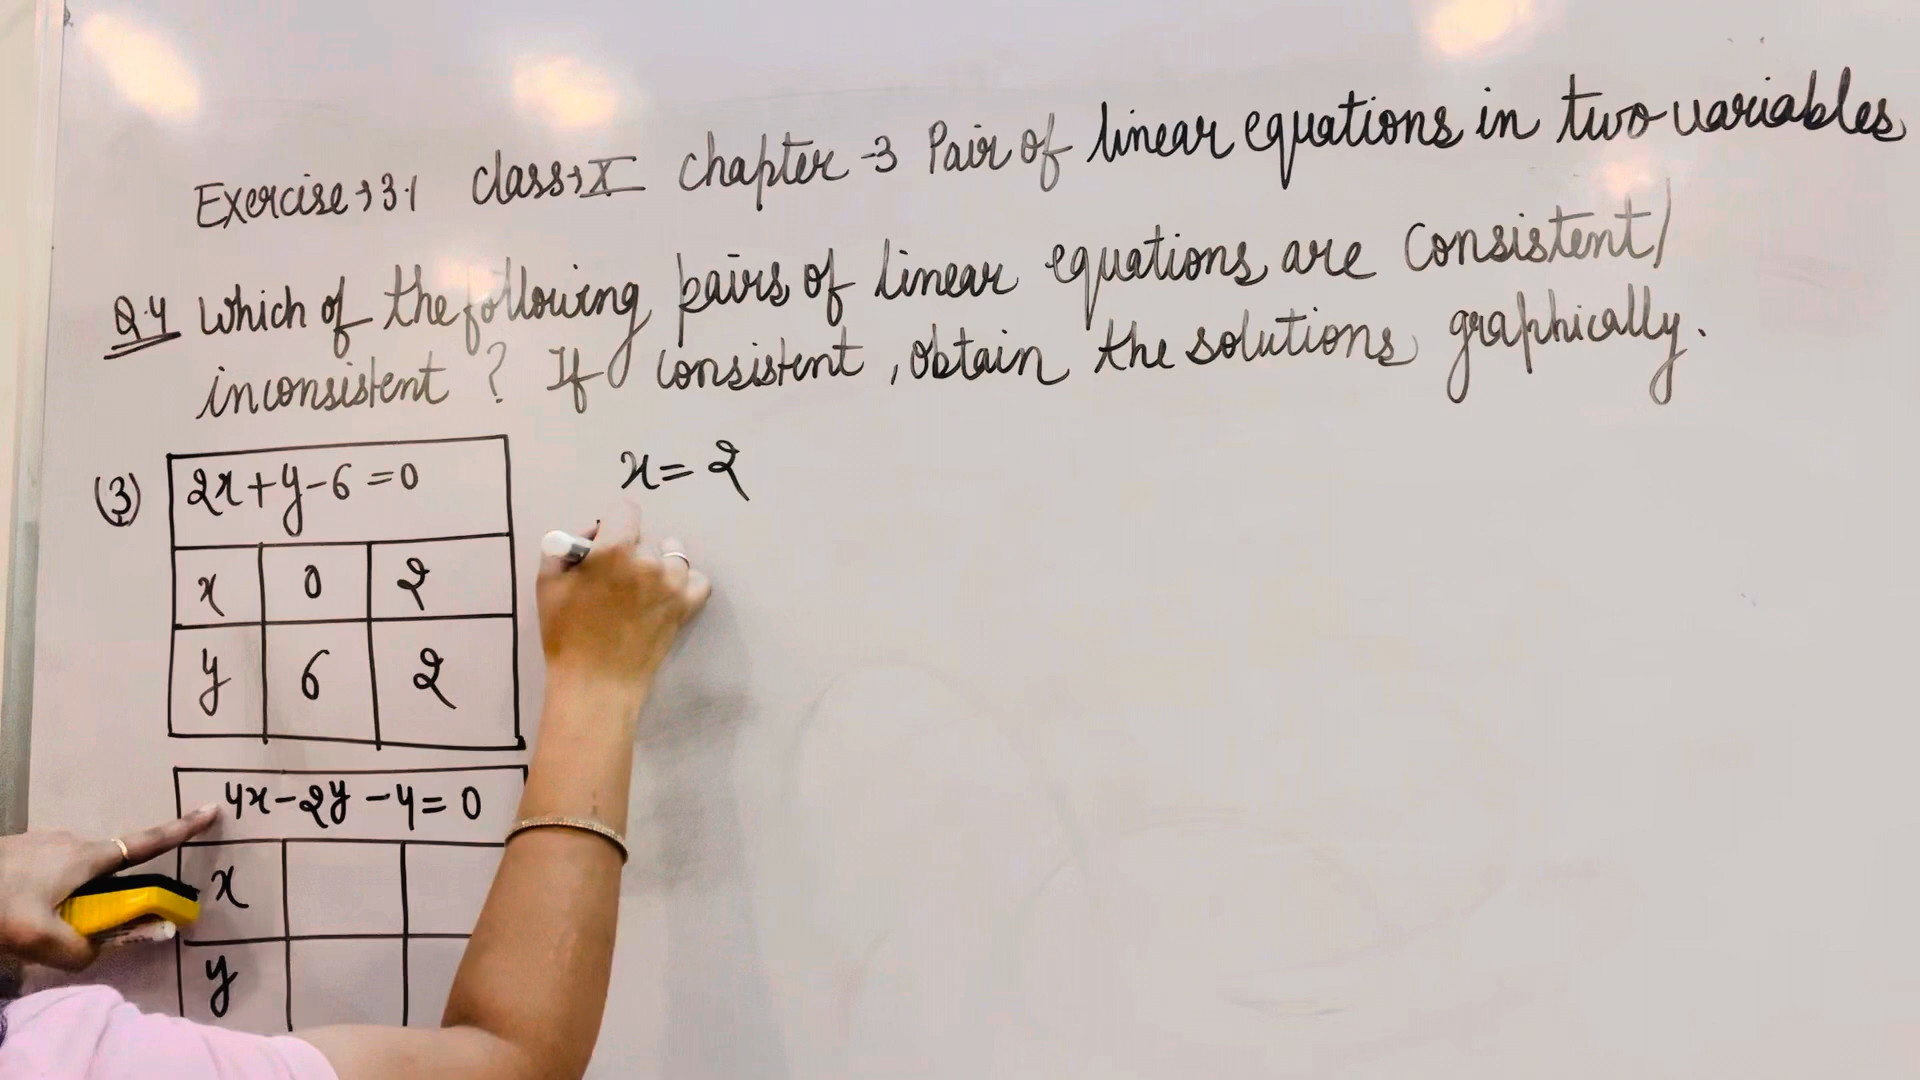 Exercise→3.1 class→X chapter-3 Pair of linear equations in two variables
Q.4 Which of the following pairs of linear equations are consistent/
inconsistent? If consistent, obtain the solutions graphically.
(3) 2x+y-6=0
x 0 2
y 6 2
x=2
4x-2y-4=0
x
y